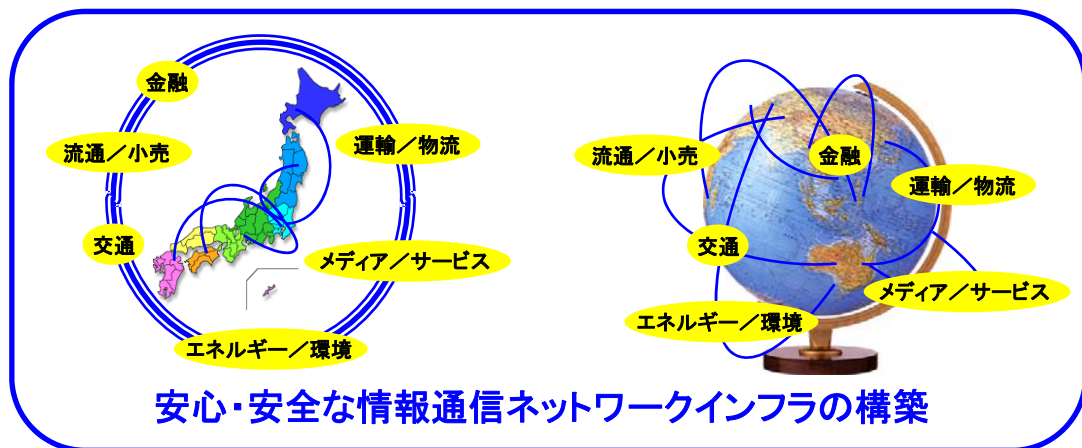 金融
流通／小売
運輸／物流
交通
メディア／サービス
エネルギー／環境
流通／小売
金融
運輸／物流
交通
メディア／サービス
エネルギー／環境
安心・安全な情報通信ネットワークインフラの構築